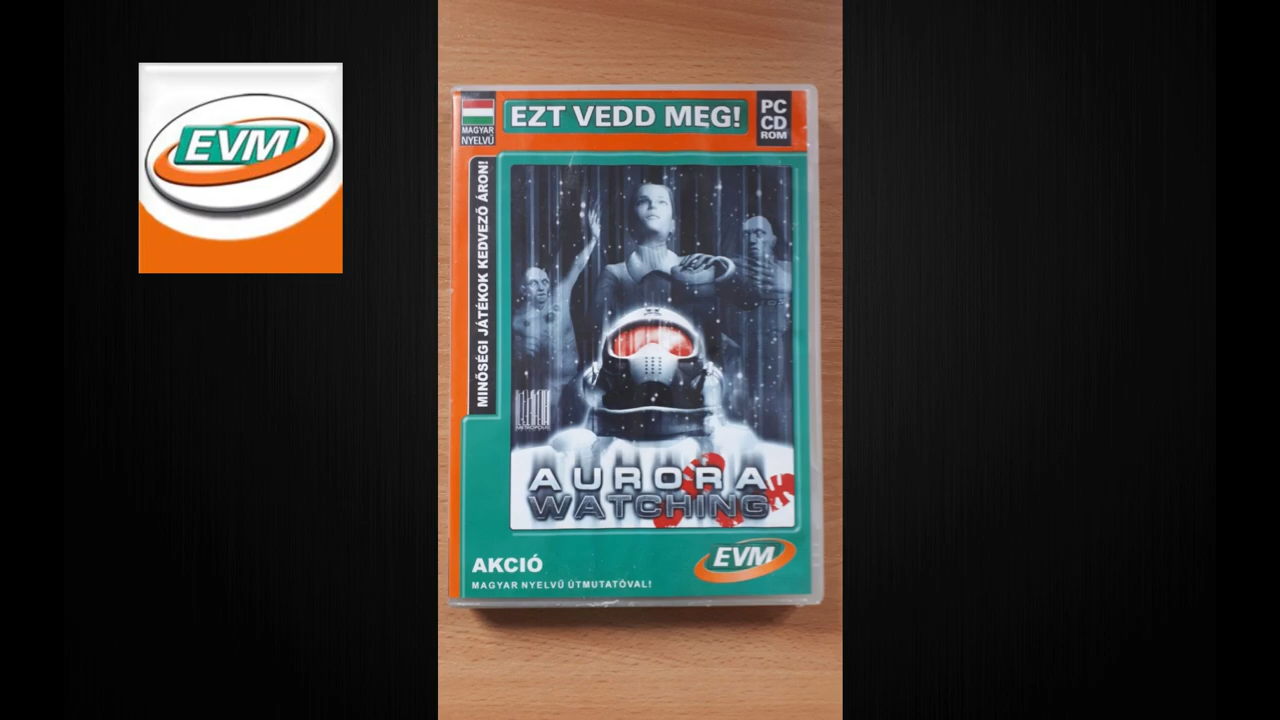 EVM
MAGYAR
NYELVŰ
EZT VEDD MEG!
PC
CD
ROM
MINŐSÉGI JÁTÉKOK KEDVEZŐ ÁRON!
METROPOLIS
AURORA
WATCHING
AKCIÓ
MAGYAR NYELVŰ ÚTMUTATÓVAL!
EVM